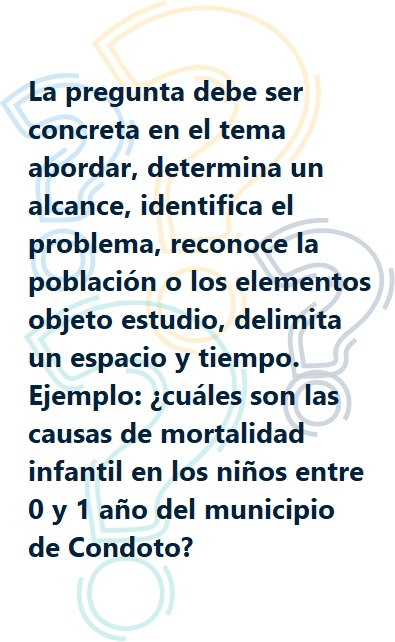 La pregunta debe ser
concreta en el tema
abordar, determina un
alcance, identifica el
problema, reconoce la
población o los elementos
objeto estudio, delimita
un espacio y tiempo.
Ejemplo: ¿cuáles son las
causas de mortalidad
infantil en los niños entre
0 y 1 año del municipio
de Condoto?